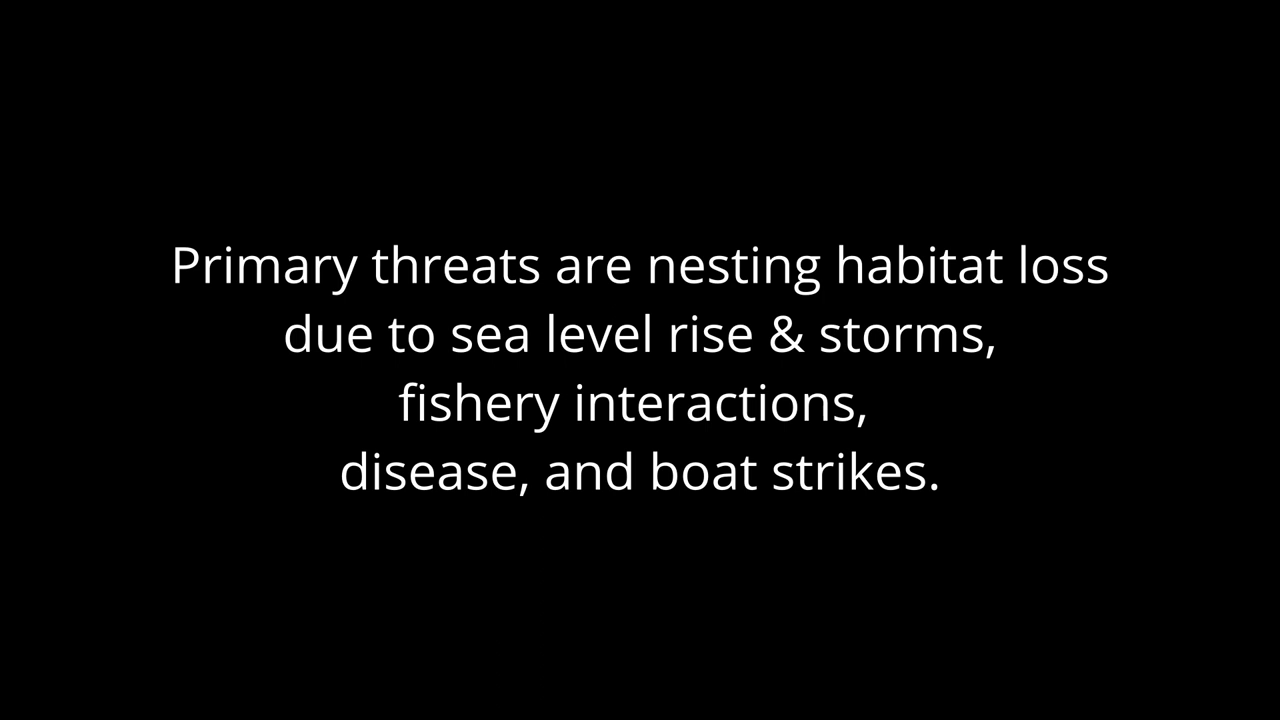 Primary threats are nesting habitat loss
due to sea level rise & storms,
fishery interactions,
disease, and boat strikes.